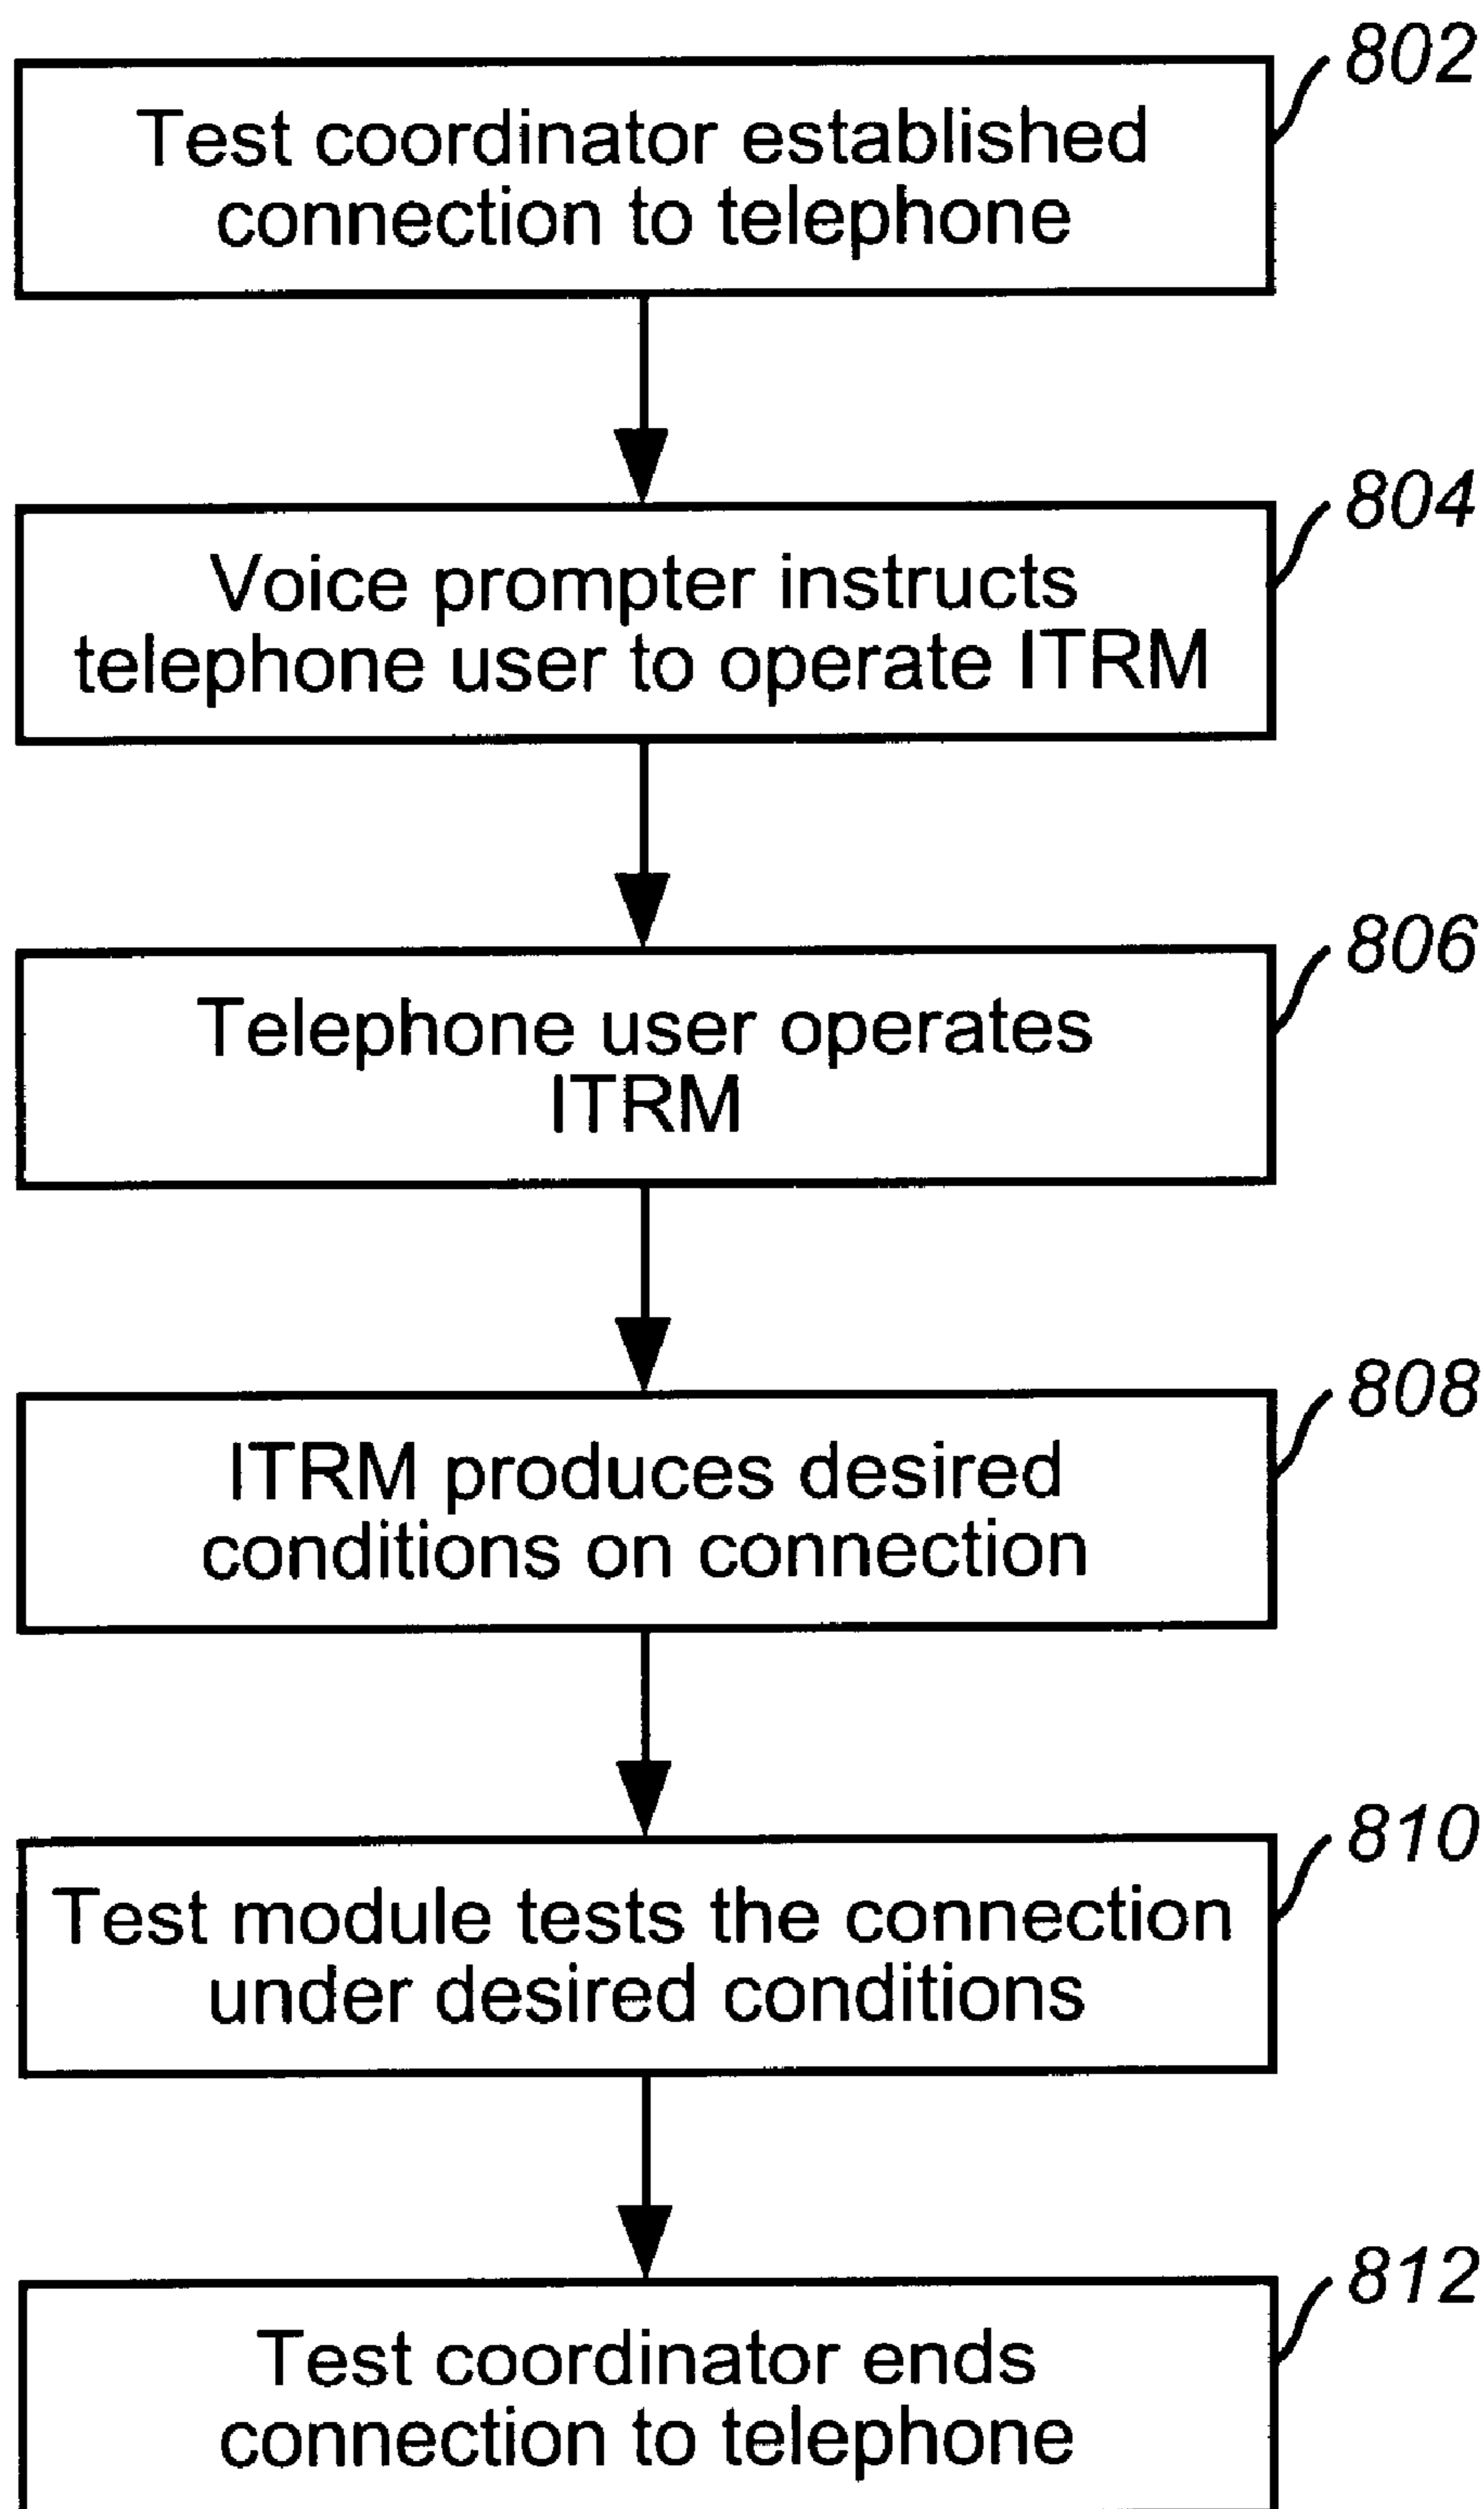 802
Test coordinator established
connection to telephone
804
Voice prompter instructs
telephone user to operate ITRM
806
Telephone user operates
ITRM
808
ITRM produces desired
conditions on connection
810
Test module tests the connection
under desired conditions
812
Test coordinator ends
connection to telephone